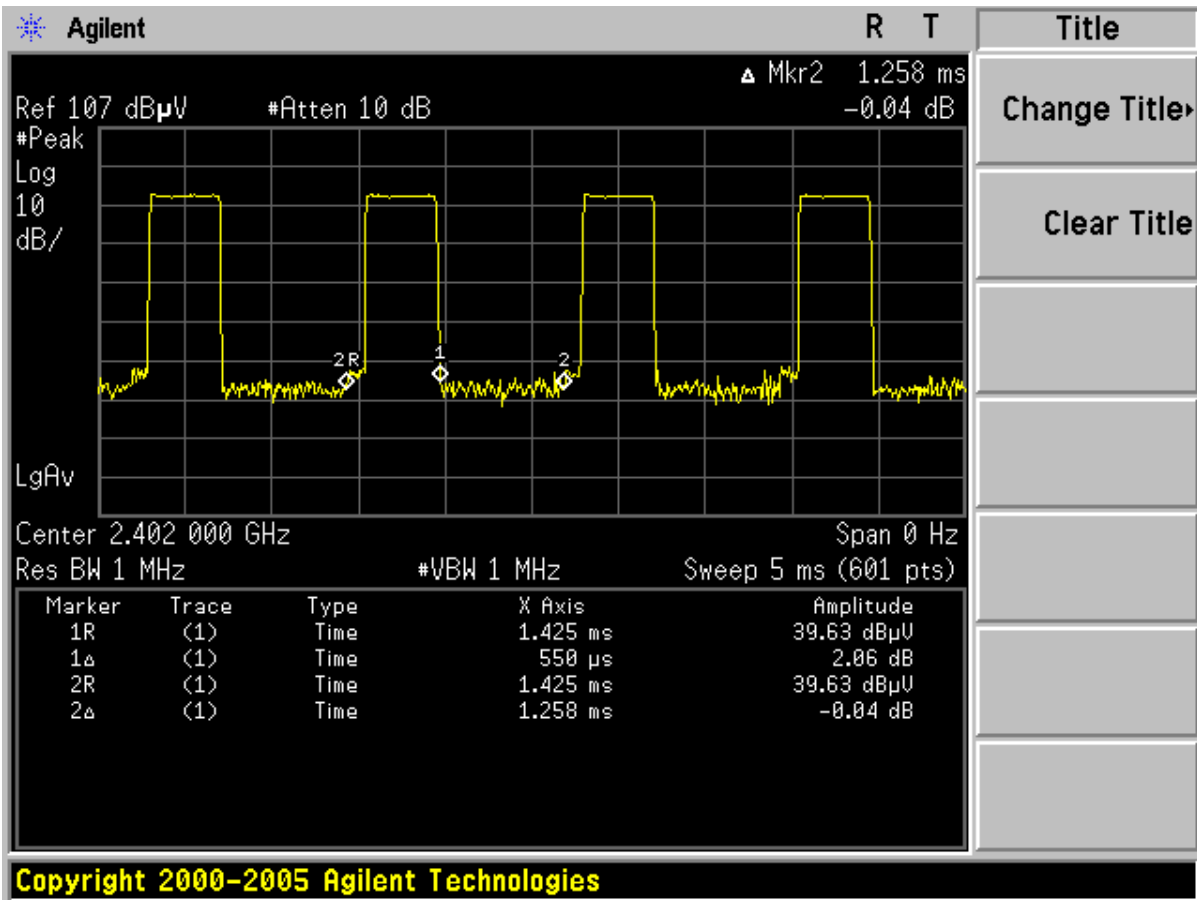 Agilent R T
Title
Δ Mkr2 1.258 ms
Ref 107 dBµV #Atten 10 dB -0.04 dB
Change Title
#Peak
Log
10
dB/
Clear Title
2R
1
2
LgAv
Center 2.402 000 GHz Span 0 Hz
Res BW 1 MHz #VBW 1 MHz Sweep 5 ms (601 pts)
Marker Trace Type X Axis Amplitude
1R (1) Time 1.425 ms 39.63 dBµV
1Δ (1) Time 550 µs 2.06 dB
2R (1) Time 1.425 ms 39.63 dBµV
2Δ (1) Time 1.258 ms -0.04 dB
Copyright 2000-2005 Agilent Technologies